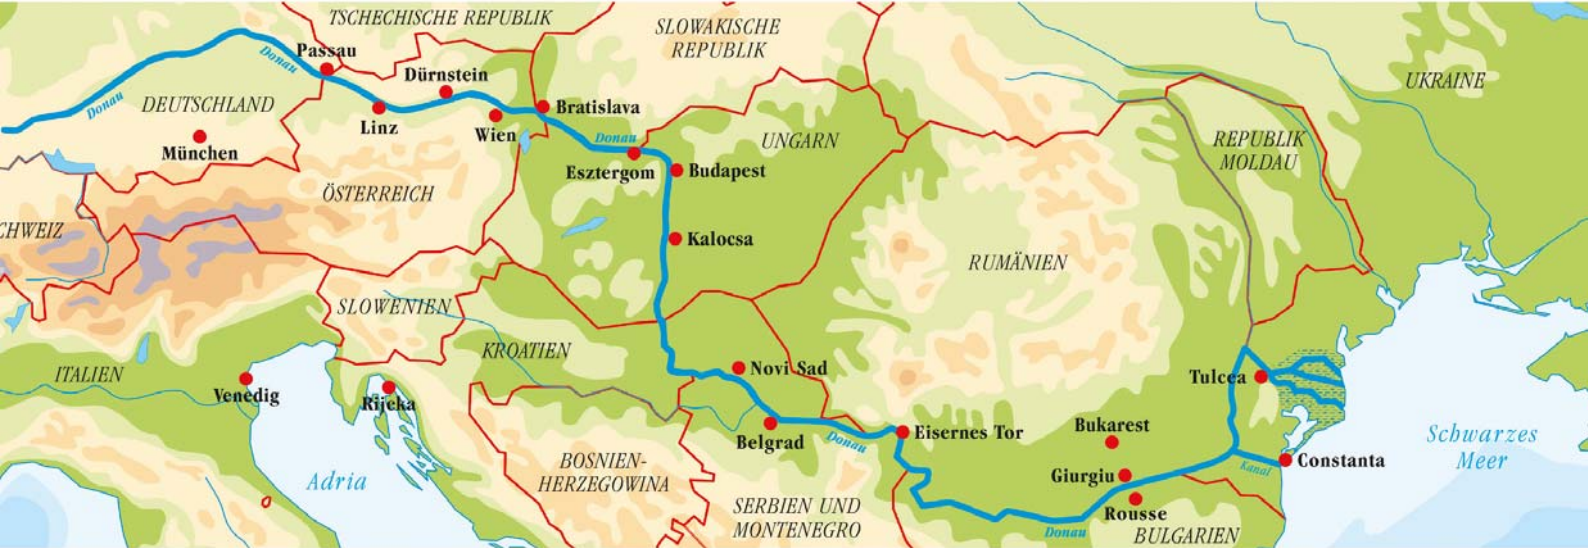 TSCHECHISCHE REPUBLIK
SLOWAKISCHE
REPUBLIK
Passau
Donau
Dürnstein
UKRAINE
Donau
DEUTSCHLAND
Linz
Wien
Bratislava
München
Donau
Esztergom
UNGARN
Budapest
REPUBLIK
MOLDAU
ÖSTERREICH
CHWEIZ
Kalocsa
RUMÄNIEN
SLOWENIEN
KROATIEN
ITALIEN
Venedig
Rijeka
Novi Sad
Tulcea
Belgrad
Donau
Eisernes Tor
Bukarest
Schwarzes
Meer
Adria
BOSNIEN-
HERZEGOWINA
Giurgiu
Kanal
Constanta
SERBIEN UND
MONTENEGRO
Rousse
Donau
BULGARIEN